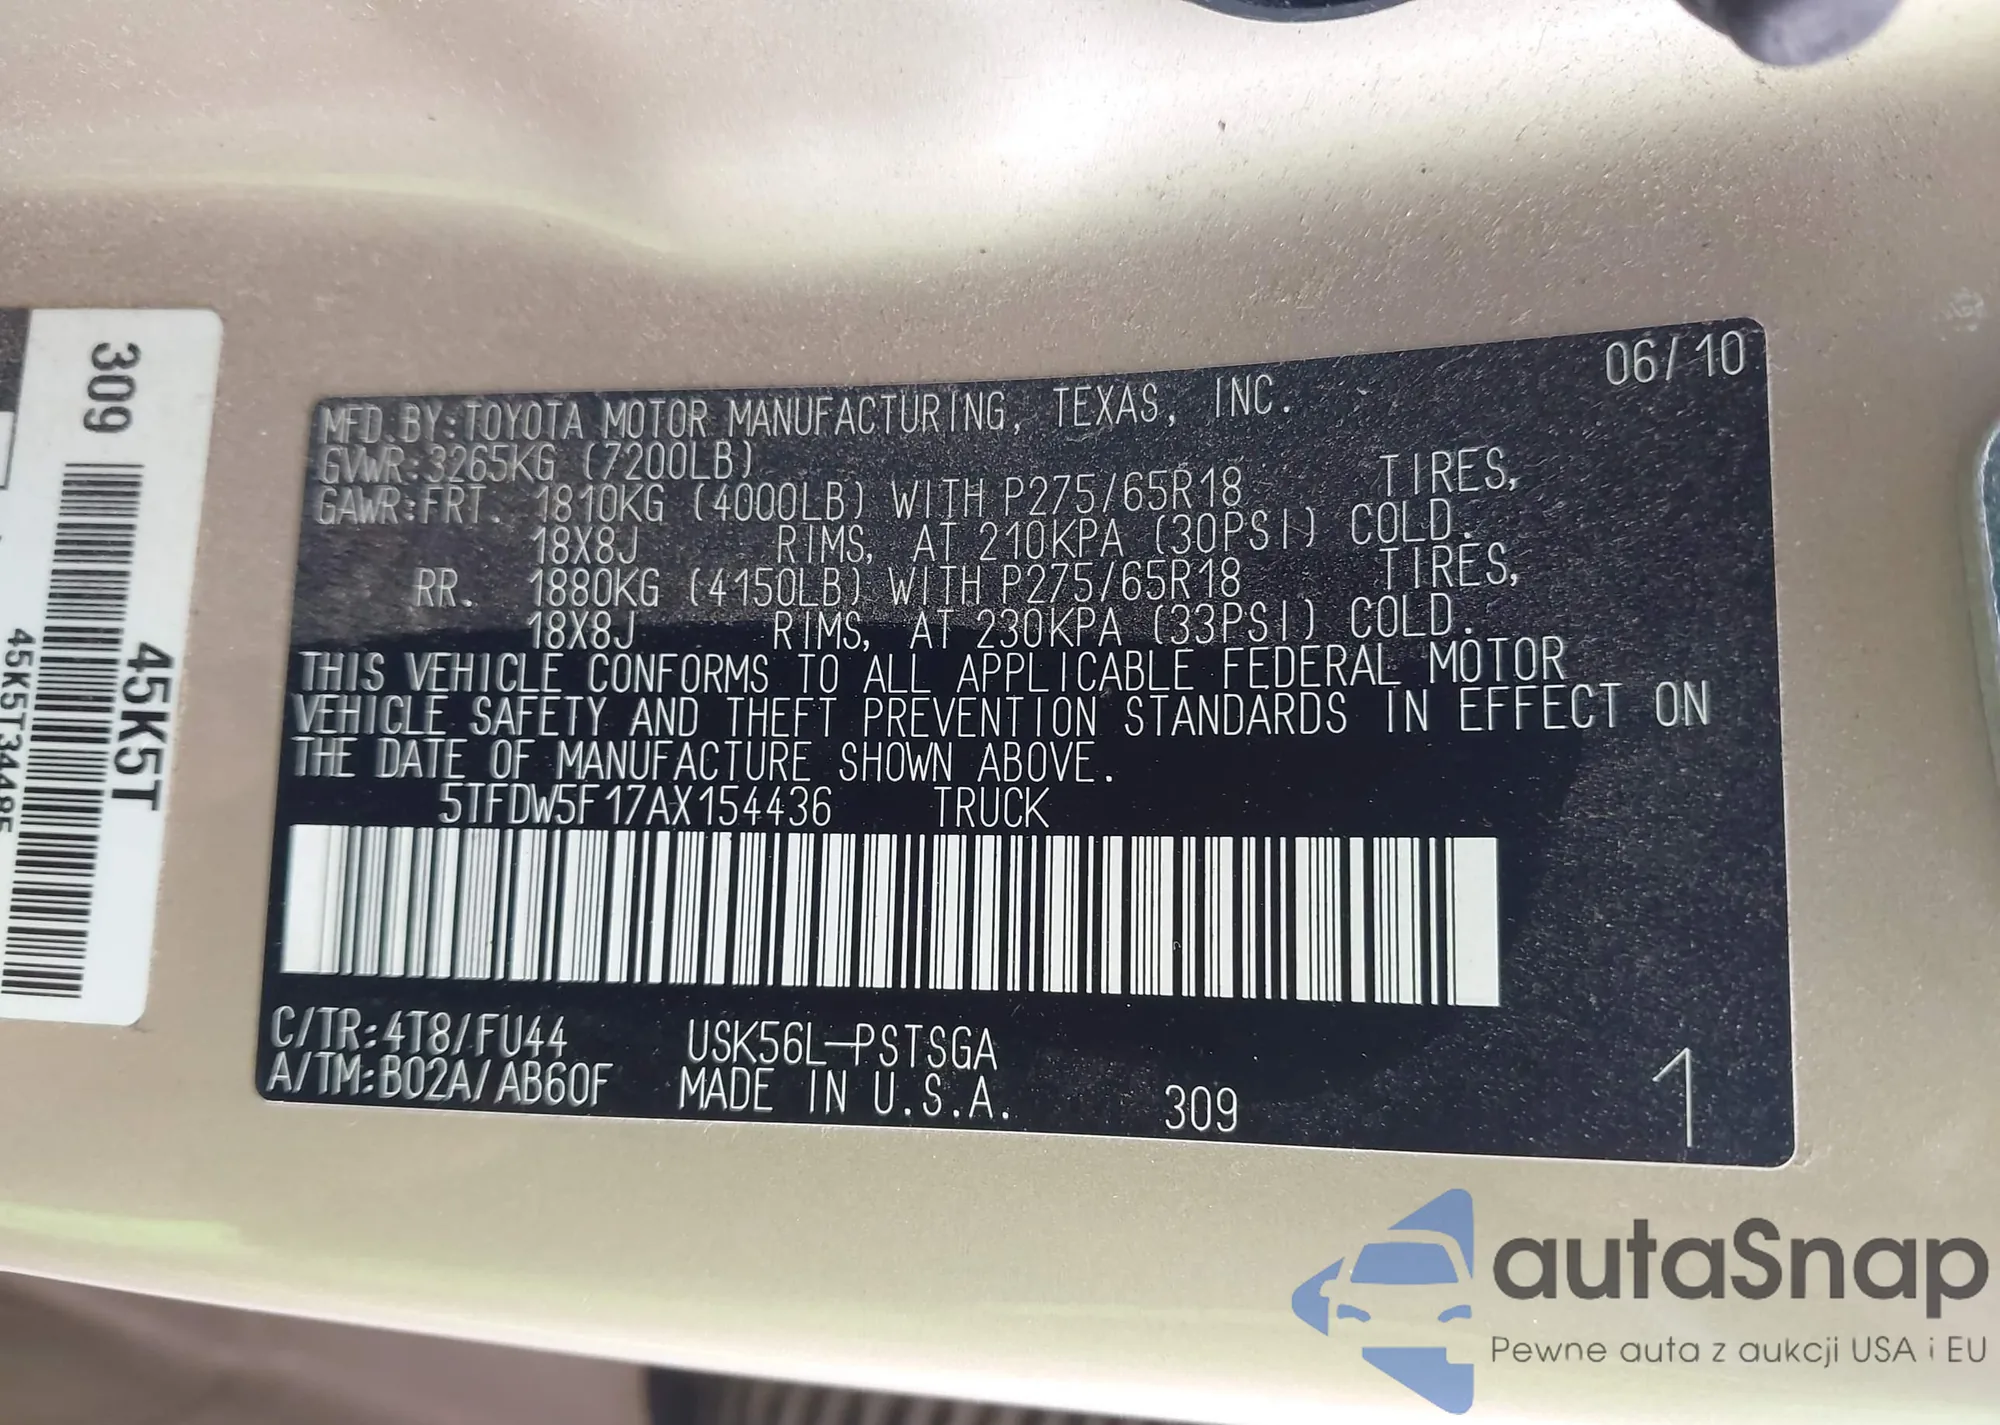 06/10
MFD.BY:TOYOTA MOTOR MANUFACTURING, TEXAS, INC.
GVWR:3265KG (7200LB)
GAWR:FRT. 1810KG (4000LB) WITH P275/65R18 TIRES,
18X8J RIMS, AT 210KPA (30PSI) COLD.
RR. 1880KG (4150LB) WITH P275/65R18 TIRES,
18X8J RIMS, AT 230KPA (33PSI) COLD.
THIS VEHICLE CONFORMS TO ALL APPLICABLE FEDERAL MOTOR
VEHICLE SAFETY AND THEFT PREVENTION STANDARDS IN EFFECT ON
THE DATE OF MANUFACTURE SHOWN ABOVE.
5TFDW5F17AX154436 TRUCK
C/TR:4T8/FU44 USK56L-PSTSGA
A/TM:B02A/AB60F MADE IN U.S.A. 309
1
309
45K5T
autoSnap
Pewne auta z aukcji USA i EU